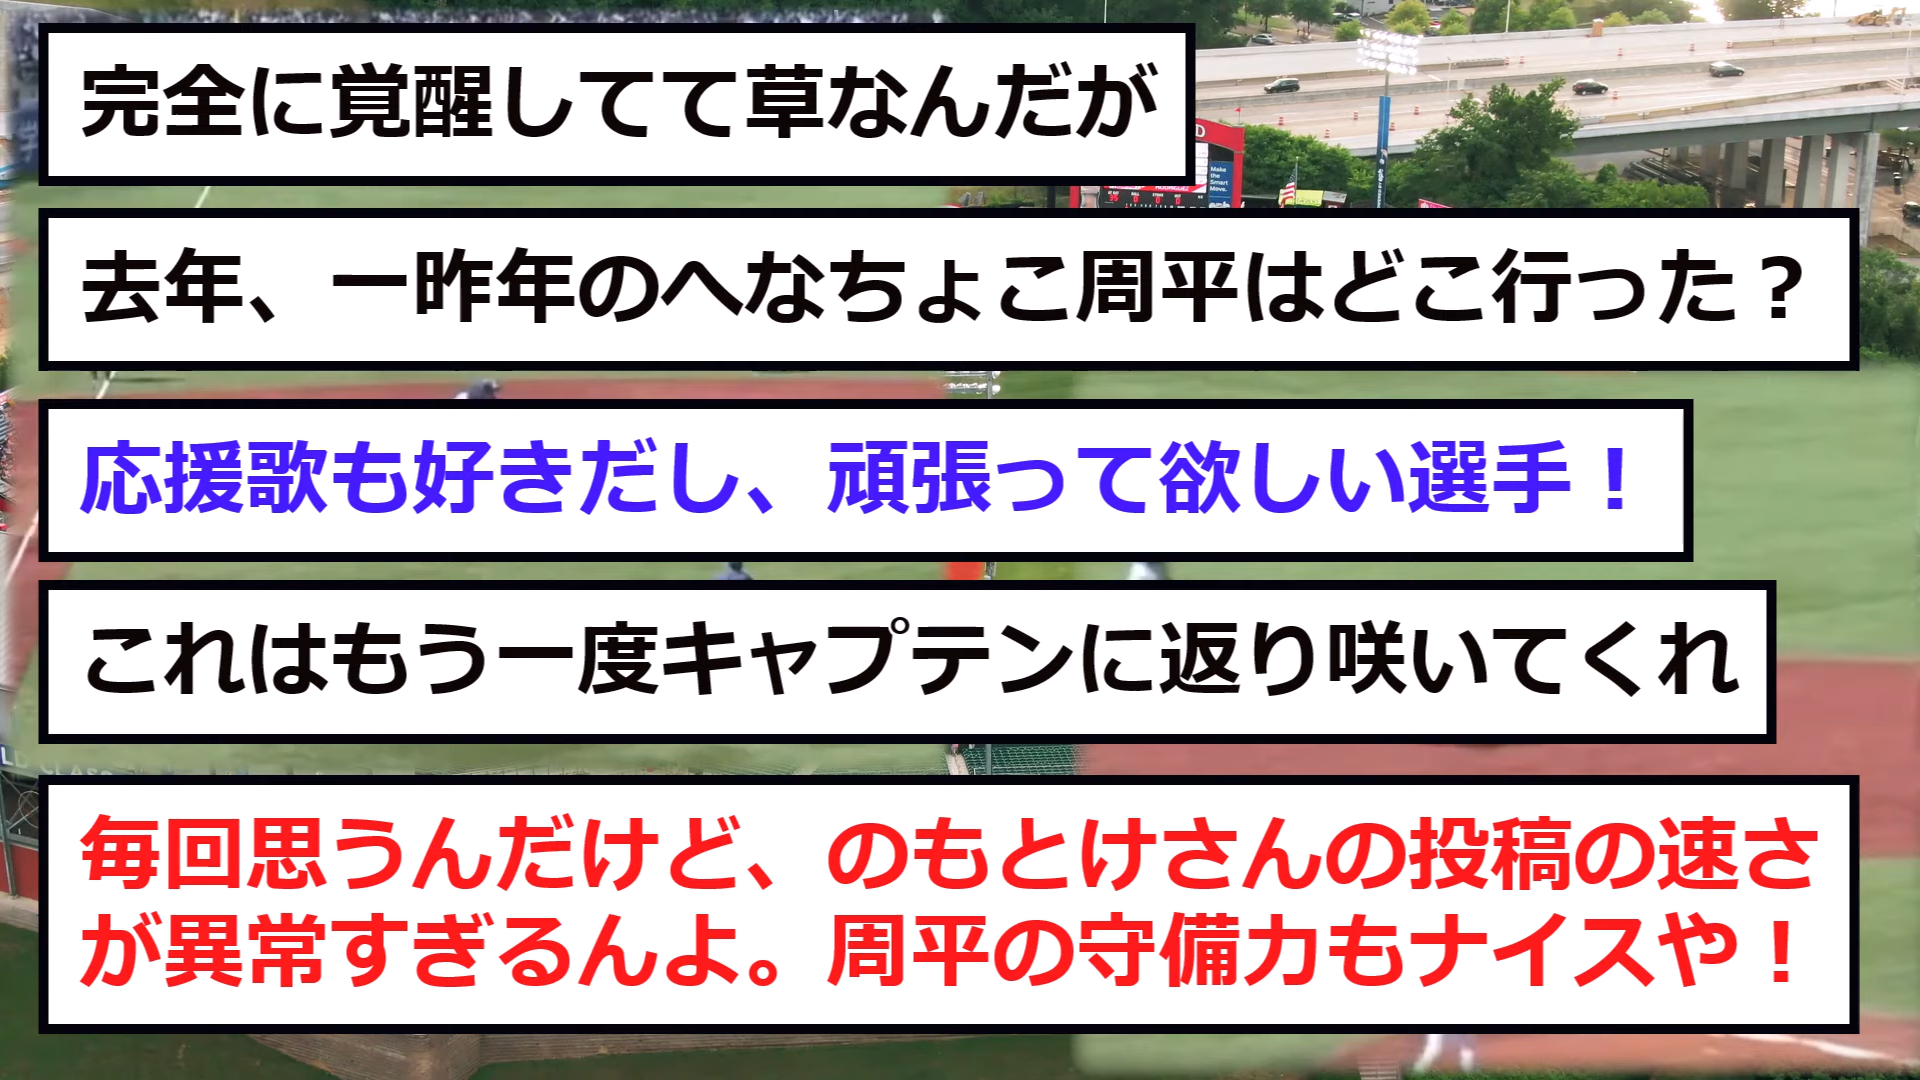 完全に覚醒してて草なんだが
D
Make
the
Smart
Move.
去年、一昨年のへなちょこ周平はどこ行った？
応援歌も好きだし、頑張って欲しい選手！
これはもう一度キャプテンに返り咲いてくれ
毎回思うんだけど、のもとけさんの投稿の速さ
が異常すぎるんよ。周平の守備力もナイスや！